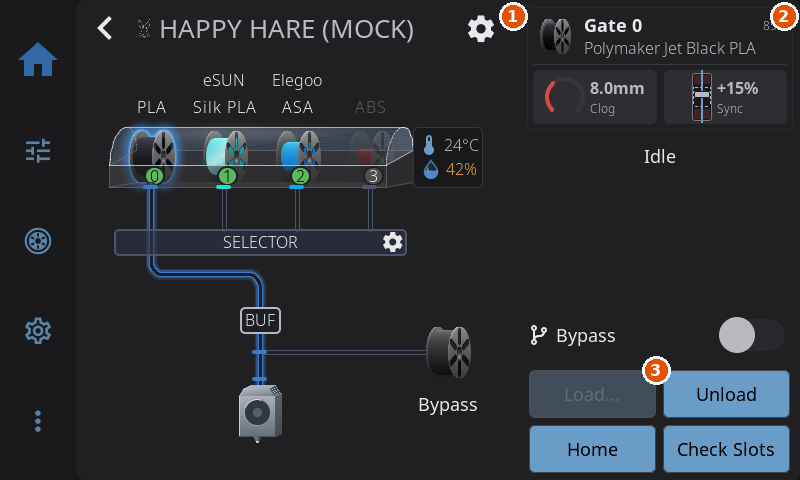 HAPPY HARE (MOCK)
1
2
Gate 0
Polymaker Jet Black PLA
8.0mm
Clog
+15%
Sync
Idle
eSUN
Elegoo
PLA
Silk PLA
ASA
ABS
24°C
42%
0
1
2
3
SELECTOR
BUF
Bypass
Bypass
3
Load...
Unload
Home
Check Slots